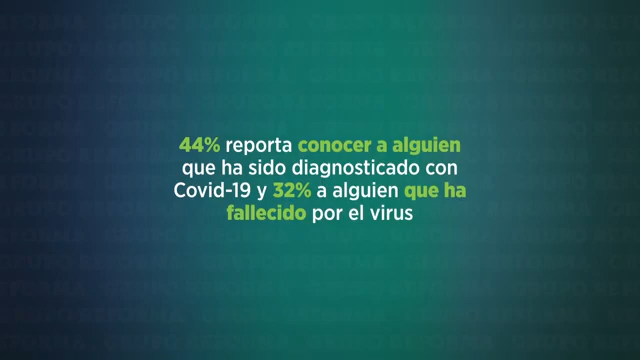 44% reporta conocer a alguien
que ha sido diagnosticado con
Covid-19 y 32% a alguien que ha
fallecido por el virus